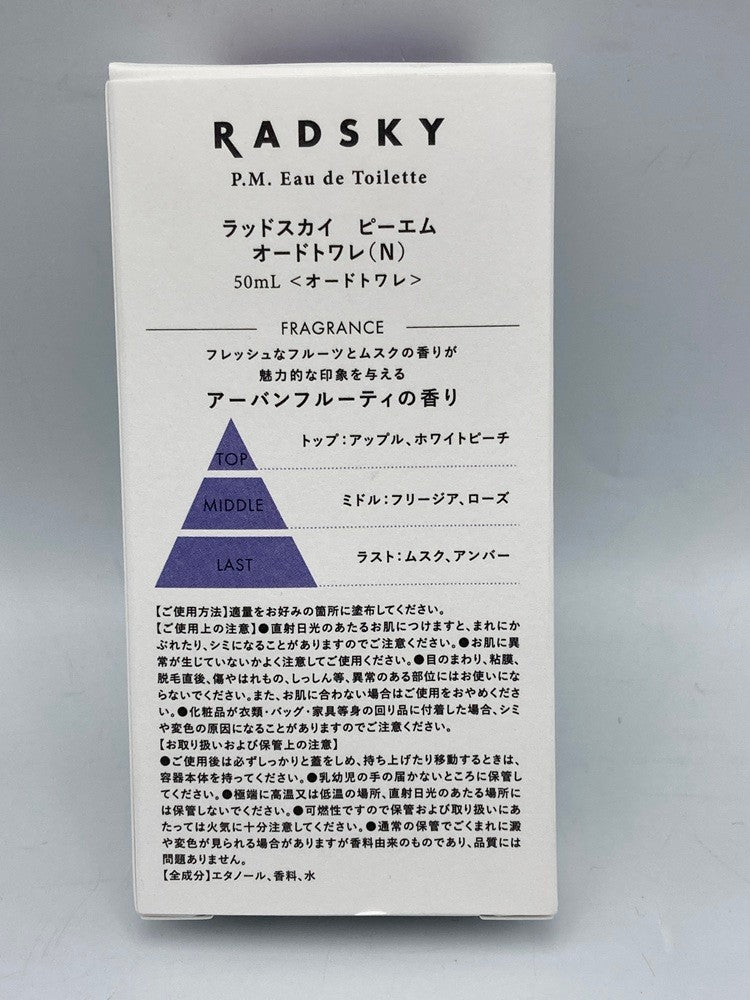 RADSKY
P.M. Eau de Toilette
ラッドスカイ　ピーエム
オードトワレ(N)
50mL <オードトワレ>
FRAGRANCE
フレッシュなフルーツとムスクの香りが
魅力的な印象を与える
アーバンフルーティの香り
TOP
トップ：アップル、ホワイトピーチ
MIDDLE
ミドル：フリージア、ローズ
LAST
ラスト：ムスク、アンバー
【ご使用方法】適量をお好みの箇所に塗布してください。
【ご使用上の注意】●直射日光のあたるお肌につけますと、まれにか
ぶれたり、シミになることがありますのでご注意ください。●お肌に異
常が生じていないかよく注意してご使用ください。●目のまわり、粘膜、
脱毛直後、傷やはれもの、しっしん等、異常のある部位にはお使いにな
らないでください。また、お肌に合わない場合はご使用をおやめくださ
い。●化粧品が衣類・バッグ・家具等身の回り品に付着した場合、シミ
や変色の原因になることがありますのでご注意ください。
【お取り扱いおよび保管上の注意】
●ご使用後は必ずしっかりと蓋をしめ、持ち上げたり移動するときは、
容器本体を持ってください。●乳幼児の手の届かないところに保管し
てください。●極端に高温又は低温の場所、直射日光のあたる場所に
は保管しないでください。●可燃性ですので保管および取り扱いにあ
たっては火気に十分注意してください。●通常の保管でごくまれに澱
や変色が見られる場合がありますが香料由来のものであり、品質には
問題ありません。
【全成分】エタノール、香料、水